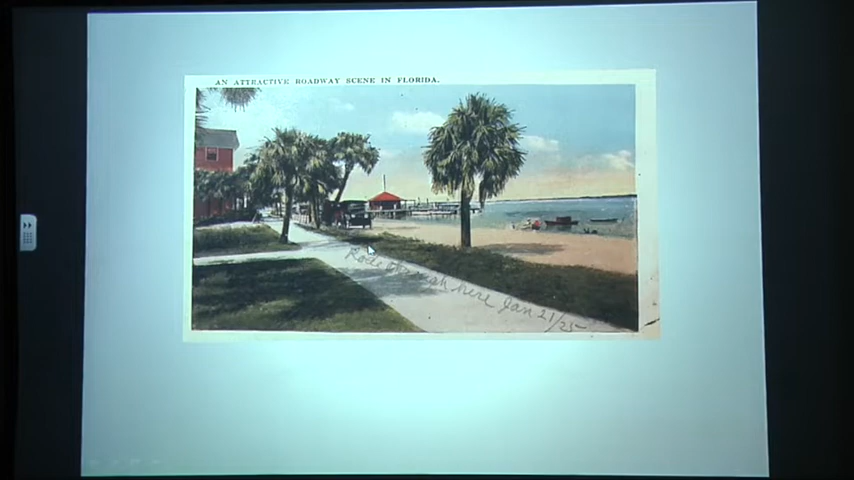 AN ATTRACTIVE ROADWAY SCENE IN FLORIDA.
Rode through here Jan 21/25